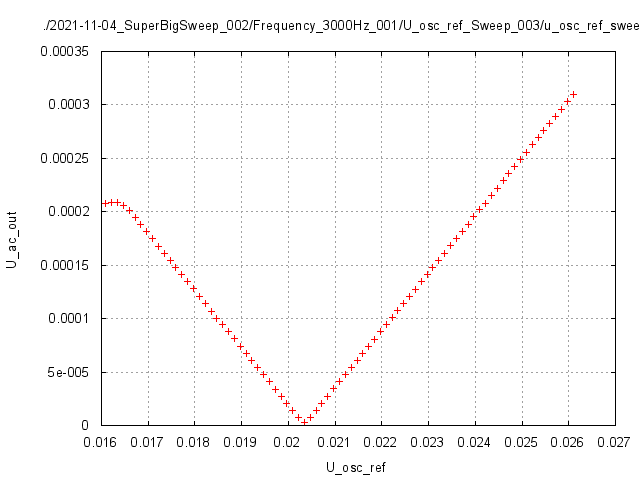 ./2021-11-04_SuperBigSweep_002/Frequency_3000Hz_001/U_osc_ref_Sweep_003/u_osc_ref_swee
0.00035
0.0003
0.00025
0.0002
0.00015
0.0001
5e-005
0
U_ac_out
0.016 0.017 0.018 0.019 0.02 0.021 0.022 0.023 0.024 0.025 0.026 0.027
U_osc_ref